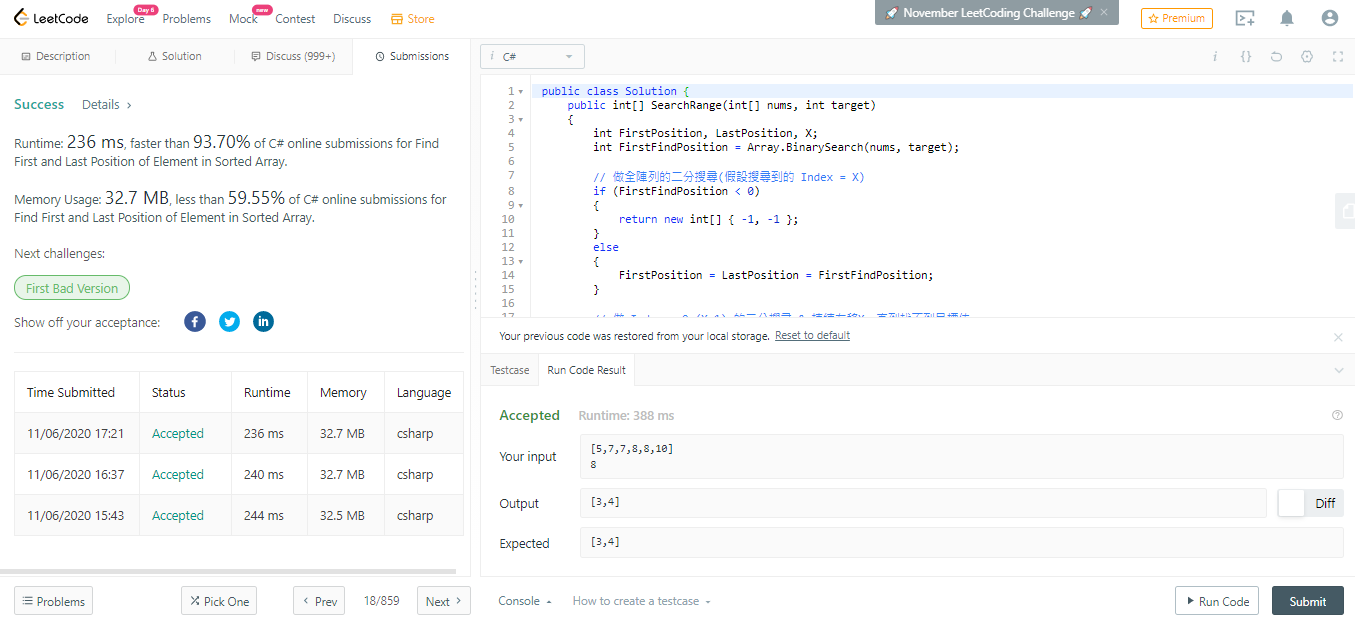 LeetCode
Explore
Day 6
Problems
Mock
new
Contest
Discuss
Store
🚀 November LeetCoding Challenge 🚀 ×
Premium
Description
Solution
Discuss (999+)
Submissions
i C#
Success
Details ›
Runtime: 236 ms, faster than 93.70% of C# online submissions for Find
First and Last Position of Element in Sorted Array.
Memory Usage: 32.7 MB, less than 59.55% of C# online submissions for
Find First and Last Position of Element in Sorted Array.
Next challenges:
First Bad Version
Show off your acceptance:
Time Submitted Status Runtime Memory Language
11/06/2020 17:21 Accepted 236 ms 32.7 MB csharp
11/06/2020 16:37 Accepted 240 ms 32.7 MB csharp
11/06/2020 15:43 Accepted 244 ms 32.5 MB csharp
Problems
Pick One
‹ Prev
18/859
Next ›
1 public class Solution {
2 public int[] SearchRange(int[] nums, int target)
3 {
4 int FirstPosition, LastPosition, X;
5 int FirstFindPosition = Array.BinarySearch(nums, target);
6
7 // 做全陣列的二分搜尋(假設搜尋到的 Index = X)
8 if (FirstFindPosition < 0)
9 {
10 return new int[] { -1, -1 };
11 }
12 else
13 {
14 FirstPosition = LastPosition = FirstFindPosition;
15 }
16
17
Your previous code was restored from your local storage. Reset to default
Testcase
Run Code Result
Accepted
Runtime: 388 ms
Your input
[5,7,7,8,8,10]
8
Output
[3,4]
Diff
Expected
[3,4]
Console
How to create a testcase
Run Code
Submit